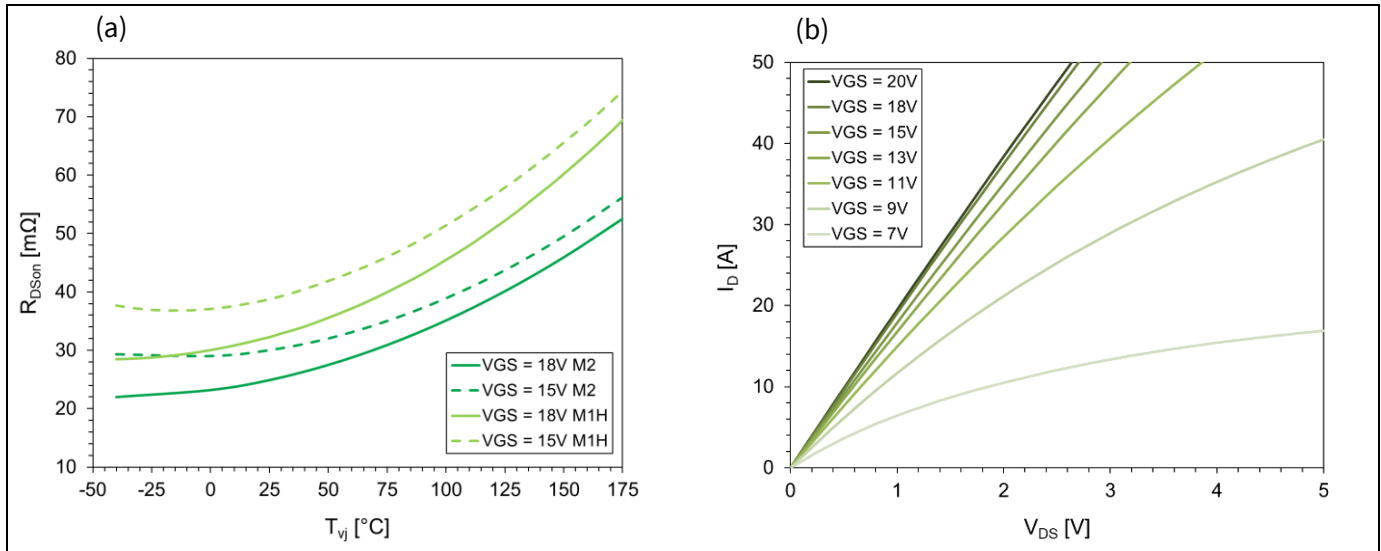 (a)
80
70
60
50
40
30
20
10
-50
-25
0
25
50
75
100
125
150
175
R_DSon [mΩ]
T_vj [°C]
VGS = 18V M2
VGS = 15V M2
VGS = 18V M1H
VGS = 15V M1H
(b)
50
40
30
20
10
0
0
1
2
3
4
5
I_D [A]
V_DS [V]
VGS = 20V
VGS = 18V
VGS = 15V
VGS = 13V
VGS = 11V
VGS = 9V
VGS = 7V